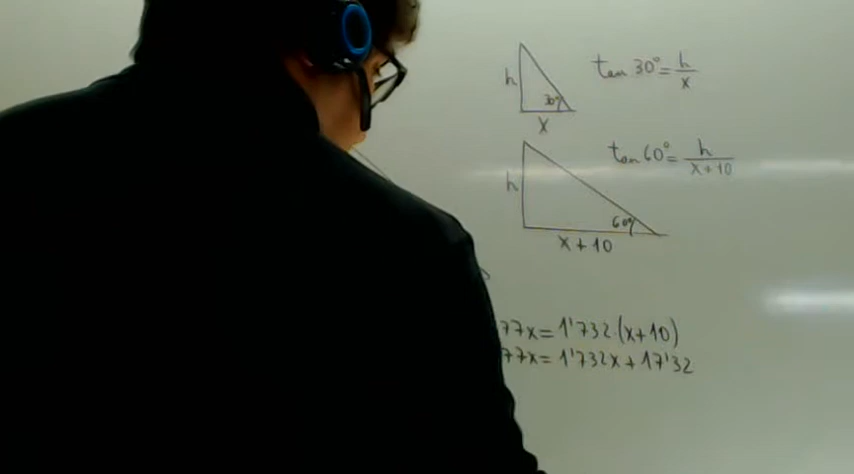 h
30°
x
tan 30° = h/x
h
60°
x + 10
tan 60° = h/(x + 10)
77x = 1'732 (x + 10)
77x = 1'732x + 17'32